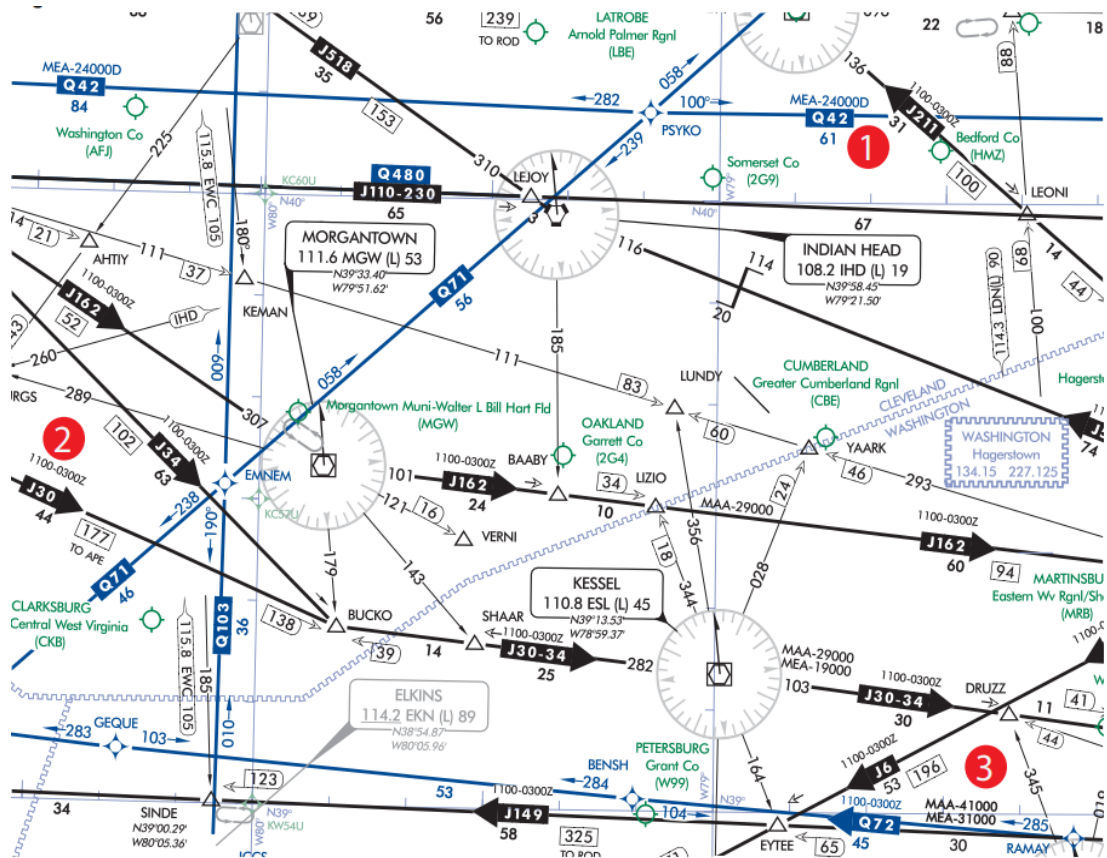 56
239
TO ROD
LATROBE
Arnold Palmer Rgnl
(LBE)
22
18
J518
35
058
136
88
MEA-24000D
Q42
84
282
100°
MEA-24000D
Q42
61
1
1100-0300Z
J211
31
Washington Co
(AFJ)
225
115.8 EWC 105
153
PSYKO
239
Bedford Co
(HMZ)
100
310
LEJOY
Somerset Co
(2G9)
W79°
Q480
J110-230
65
KC60U
N40°
W80°
3
N40°
67
LEONI
14
21
AHTIY
111
37
180°
MORGANTOWN
111.6 MGW (L) 53
N39°33.40'
W79°51.62'
116
114
INDIAN HEAD
108.2 IHD (L) 19
N39°58.45'
W79°21.50'
68
14
44
1100-0300Z
J162
52
KEMAN
Q71
56
20
114.3 LDN(L) 90
100
43
IHD
260
009
185
111
289
URGS
058
83
LUNDY
CUMBERLAND
Greater Cumberland Rgnl
(CBE)
CLEVELAND
WASHINGTON
Hagerst
307
Morgantown Muni-Walter L Bill Hart Fld
(MGW)
60
2
102
1100-0300Z
J34
63
OAKLAND
Garrett Co
(2G4)
YAARK
46
WASHINGTON
Hagerstown
134.15 227.125
74
1100-0300Z
J30
44
EMNEM
101
1100-0300Z
J162
24
BAABY
34
LIZIO
24
293
238
190°
KC57U
121
16
10
MAA-29000
1100-0300Z
J162
60
94
177
TO APE
VERNI
18
356
179
143
Q71
46
KESSEL
110.8 ESL (L) 45
N39°13.53'
W78°59.37'
344
028
MARTINSBU
Eastern Wv Rgnl/She
(MRB)
CLARKSBURG
Central West Virginia
(CKB)
Q103
36
138
BUCKO
SHAAR
1100-0300Z
J30-34
25
282
115.8 EWC 105
39
14
MAA-29000
MEA-19000
185
ELKINS
114.2 EKN (L) 89
N38°54.87'
W80°05.96'
103
1100-0300Z
J30-34
30
DRUZZ
11
41
44
GEQUE
283
103
010
PETERSBURG
Grant Co
(W99)
164
1100-0300Z
J6
53
196
3
345
019
123
53
BENSH
284
W79°
104
N39°
1100-0300Z
MAA-41000
MEA-31000
285
34
SINDE
N39°00.29'
W80°05.36'
N39°
W80°
KW54U
1100-0300Z
J149
58
325
TO ROD
EYTEE
65
Q72
45
30
RAMAY